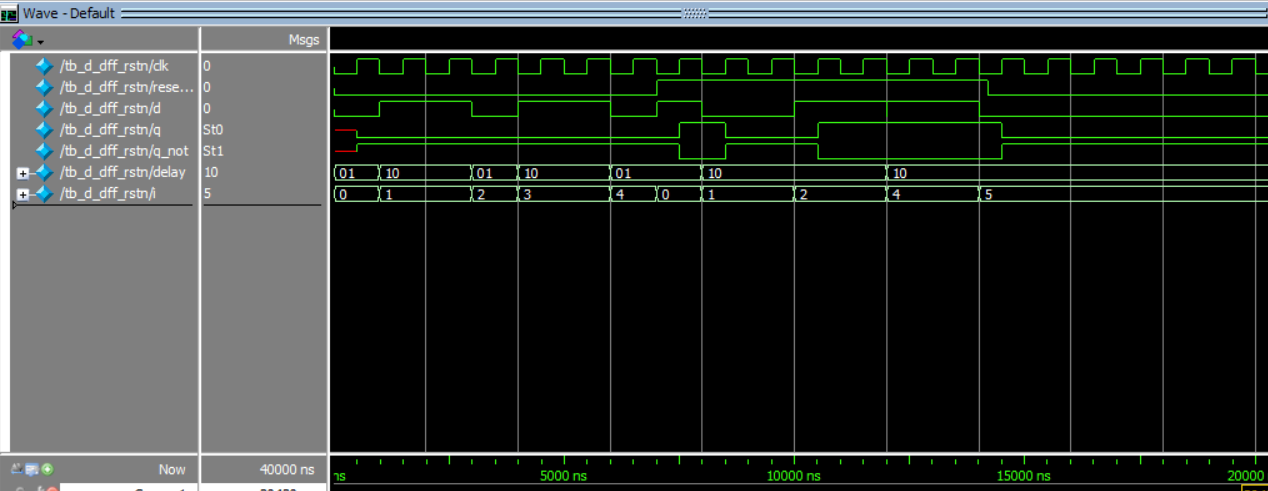 Wave - Default
Msgs
/tb_d_dff_rstn/clk 0
/tb_d_dff_rstn/rese... 0
/tb_d_dff_rstn/d 0
/tb_d_dff_rstn/q St0
/tb_d_dff_rstn/q_not St1
/tb_d_dff_rstn/delay 10 01 10 01 10 01 10 10
/tb_d_dff_rstn/i 5 0 1 2 3 4 0 1 2 4 5
Now 40000 ns ns 5000 ns 10000 ns 15000 ns 20000